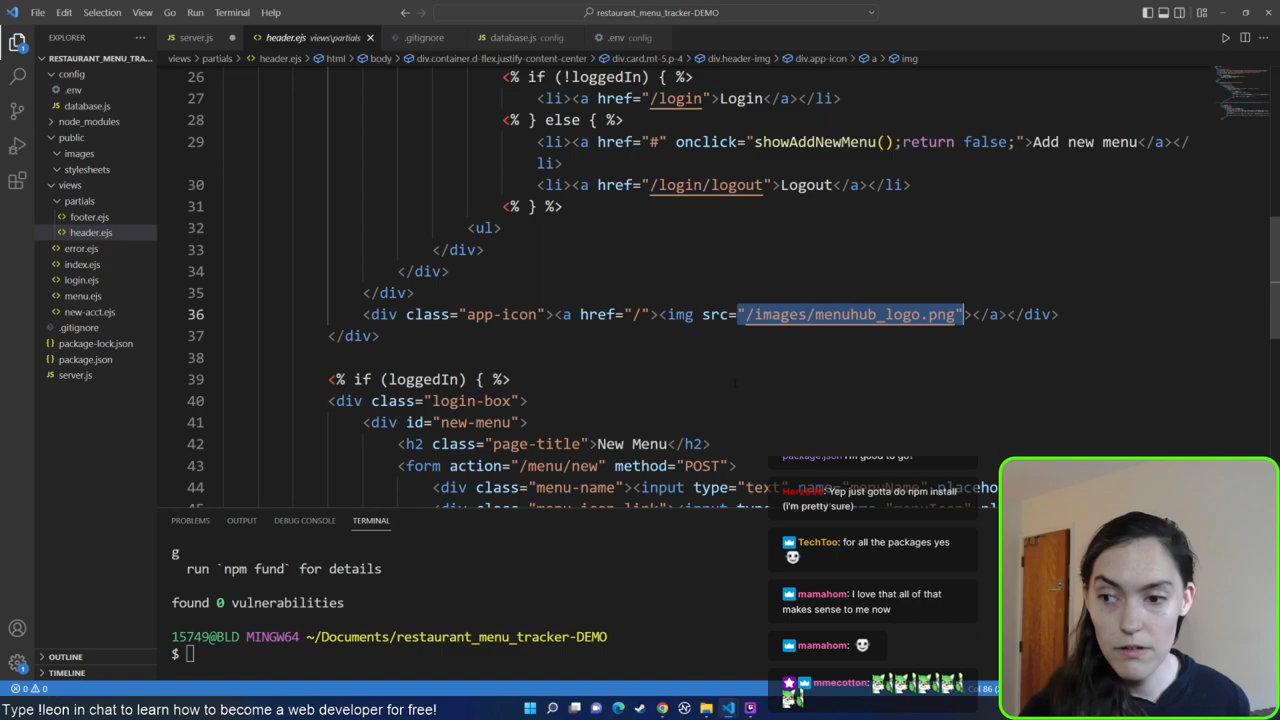 File Edit Selection View Go Run Terminal Help
restaurant_menu_tracker-DEMO
EXPLORER
server.js
header.ejs views\partials
.gitignore
database.js config
.env
views > partials > header.ejs > html > body > div.container.d-flex.justify-content-center > div.card.mt-5.p-4 > div.header-img > div.app-icon > a > img
RESTAURANT_MENU_TRA...
config
.env
database.js
node_modules
public
images
stylesheets
views
partials
footer.ejs
header.ejs
error.ejs
index.ejs
login.ejs
menu.ejs
new-acct.ejs
.gitignore
package-lock.json
package.json
server.js
OUTLINE
TIMELINE
26 <% if (!loggedIn) { %>
27 <li><a href="/login">Login</a></li>
28 <% } else { %>
29 <li><a href="#" onclick="showAddNewMenu();return false;">Add new menu</a></
li>
30 <li><a href="/login/logout">Logout</a></li>
31 <% } %>
32 <ul>
33 </div>
34 </div>
35 </div>
36 <div class="app-icon"><a href="/"><img src="/images/menuhub_logo.png"></a></div>
37 </div>
38
39 <% if (loggedIn) { %>
40 <div class="login-box">
41 <div id="new-menu">
42 <h2 class="page-title">New Menu</h2>
43 <form action="/menu/new" method="POST">
44 <div class="menu-name"><input type="text" name="menuName" placeho
PROBLEMS OUTPUT DEBUG CONSOLE TERMINAL
g
run `npm fund` for details
found 0 vulnerabilities
15749@BLD MINGW64 ~/Documents/restaurant_menu_tracker-DEMO
$
package.json I'm good to go?
Yep just gotta do npm install
(i'm pretty sure)
TechToo: for all the packages yes
mamahom: I love that all of that
makes sense to me now
mamahom:
mmecotton:
0 0
Col 86
Type !leon in chat to learn how to become a web developer for free!